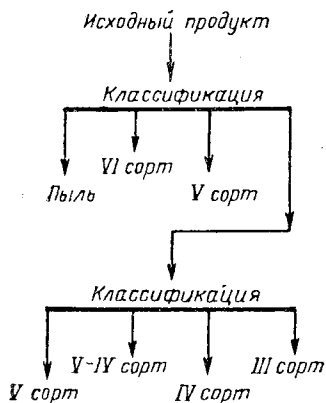 Исходный продукт
Классификация
VI сорт
Пыль
V сорт
Классификация
V-IV сорт
III сорт
V сорт
IV сорт